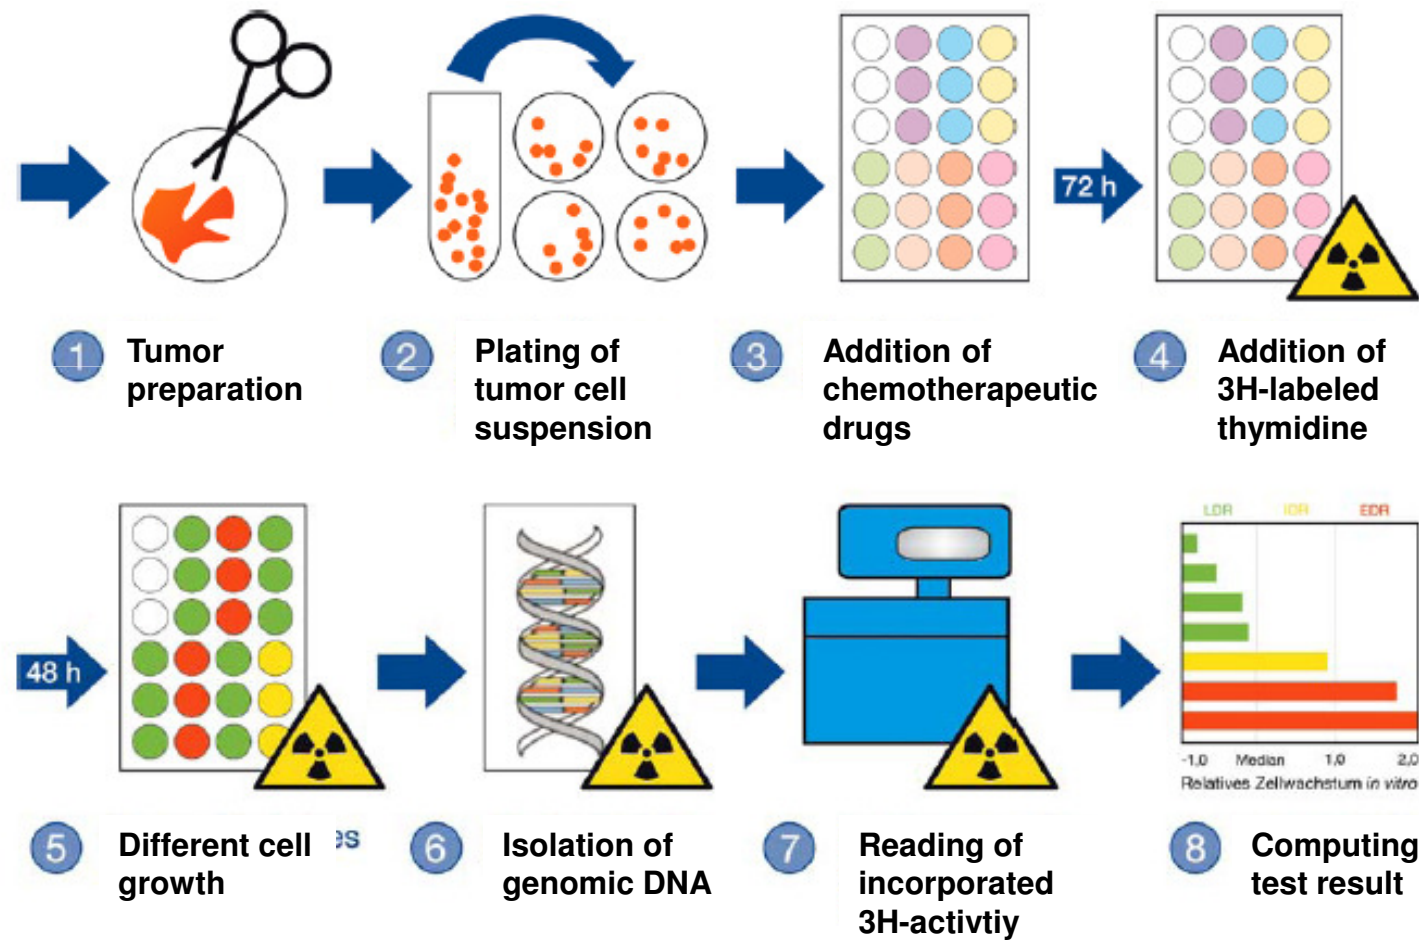 72 h
1 Tumor
preparation
2 Plating of
tumor cell
suspension
3 Addition of
chemotherapeutic
drugs
4 Addition of
3H-labeled
thymidine
48 h
LDR IDR EDR
-1,0 Median 1,0 2,0
Relatives Zellwachstum in vitro
5 Different cell es
growth
6 Isolation of
genomic DNA
7 Reading of
incorporated
3H-activtiy
8 Computing
test result